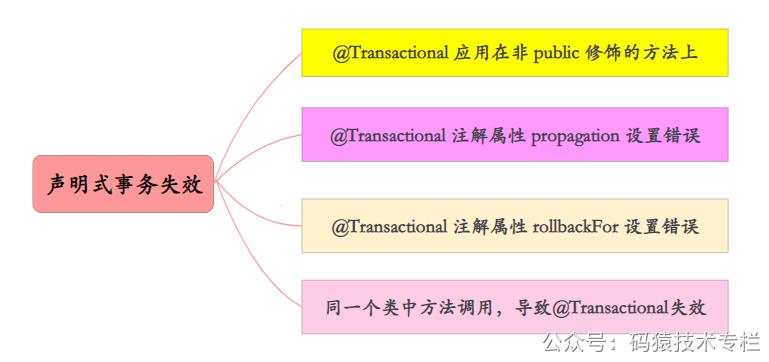 @Transactional 应用在非 public 修饰的方法上
@Transactional 注解属性 propagation 设置错误
声明式事务失效
@Transactional 注解属性 rollbackFor 设置错误
同一个类中方法调用，导致@Transactional失效
公众号：码猿技术专栏